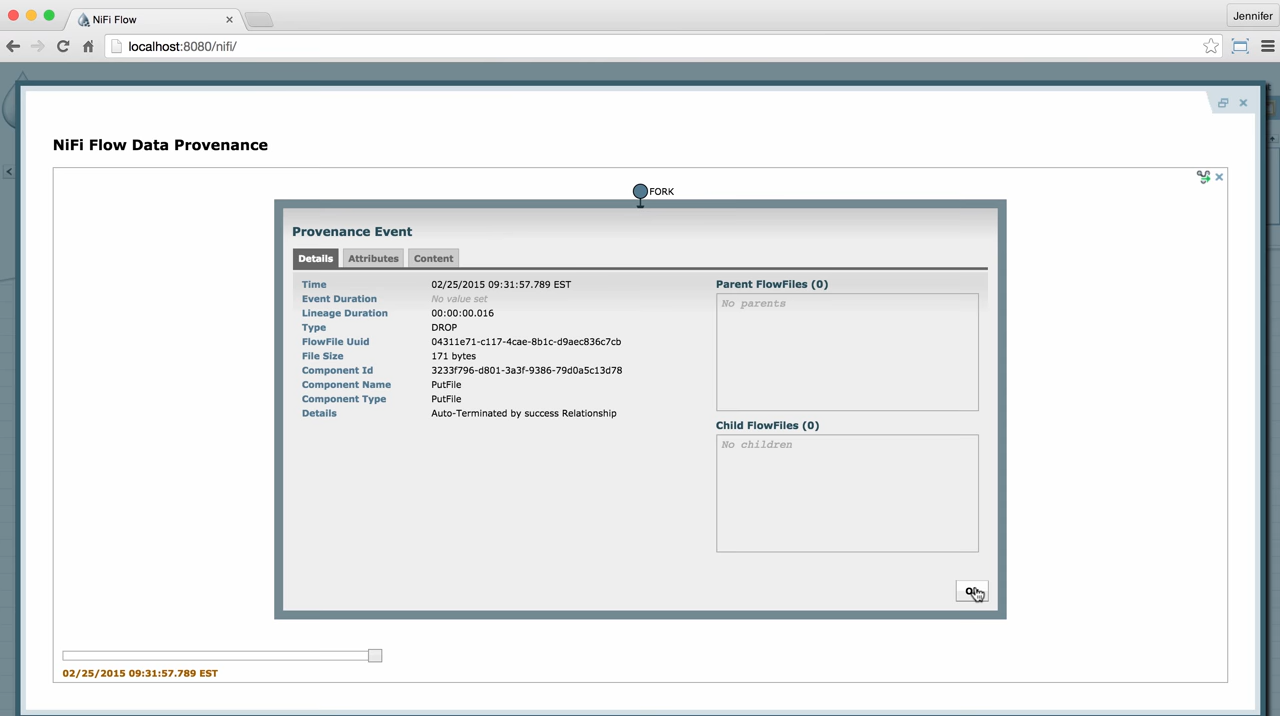 NiFi Flow
Jennifer
localhost:8080/nifi/
NiFi Flow Data Provenance
FORK
Provenance Event
Details Attributes Content
Time 02/25/2015 09:31:57.789 EST
Event Duration No value set
Lineage Duration 00:00:00.016
Type DROP
FlowFile Uuid 04311e71-c117-4cae-8b1c-d9aec836c7cb
File Size 171 bytes
Component Id 3233f796-d801-3a3f-9386-79d0a5c13d78
Component Name PutFile
Component Type PutFile
Details Auto-Terminated by success Relationship
Parent FlowFiles (0)
No parents
Child FlowFiles (0)
No children
02/25/2015 09:31:57.789 EST